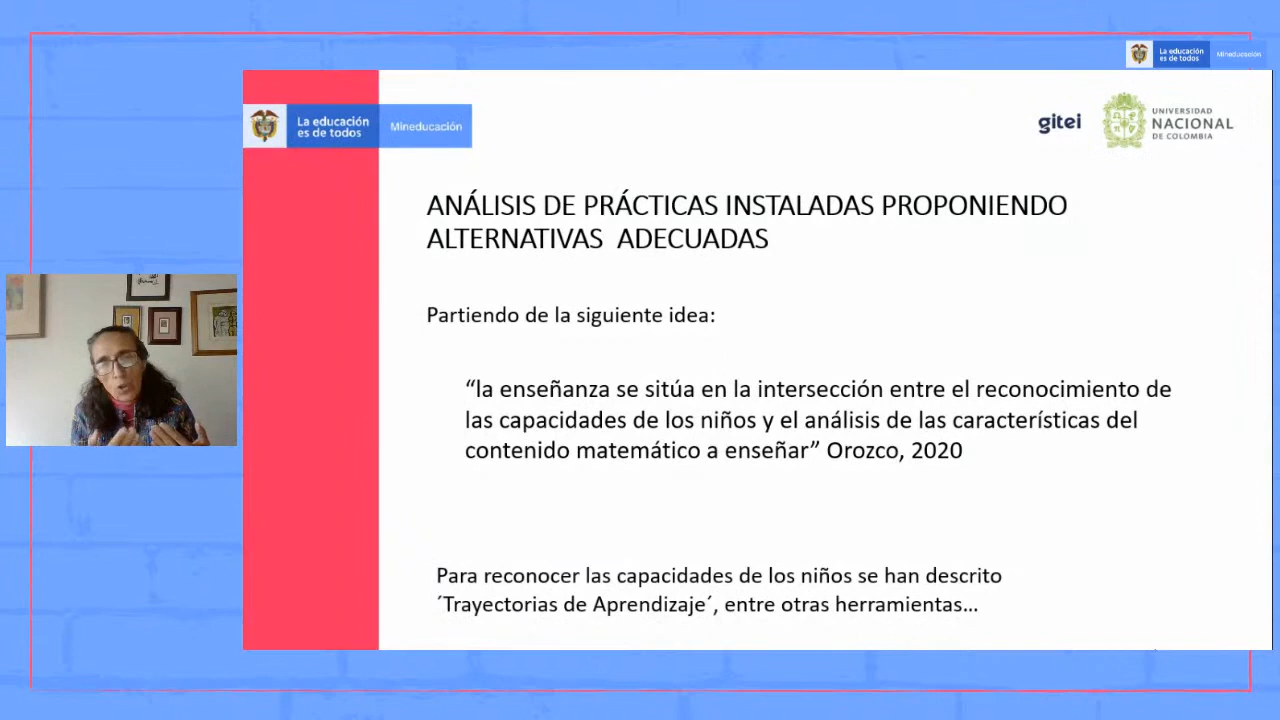 La educación
es de todos
Mineducación
La educación
es de todos
Mineducación
gitei
UNIVERSIDAD
NACIONAL
DE COLOMBIA
ANÁLISIS DE PRÁCTICAS INSTALADAS PROPONIENDO
ALTERNATIVAS ADECUADAS
Partiendo de la siguiente idea:
“la enseñanza se sitúa en la intersección entre el reconocimiento de
las capacidades de los niños y el análisis de las características del
contenido matemático a enseñar” Orozco, 2020
Para reconocer las capacidades de los niños se han descrito
´Trayectorias de Aprendizaje´, entre otras herramientas...